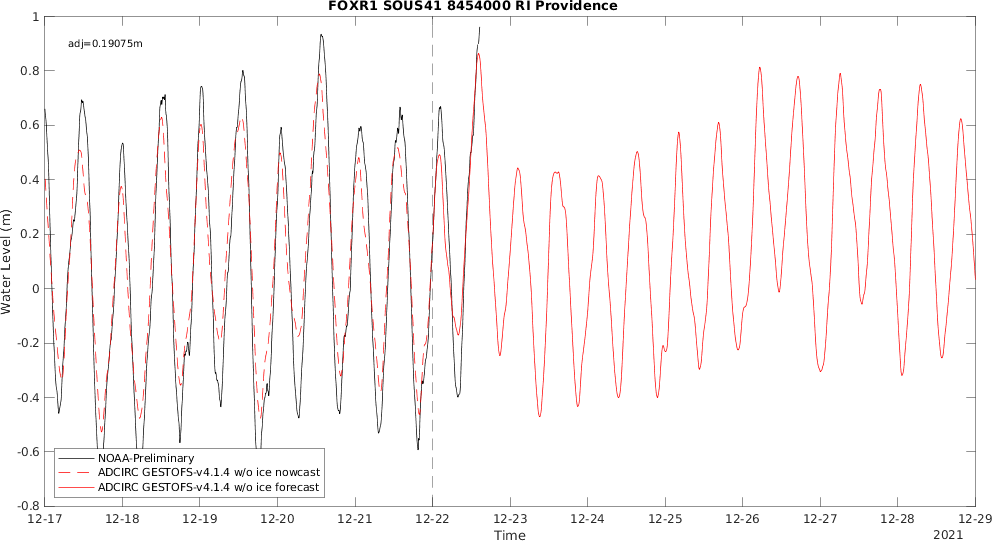 FOXR1 SOUS41 8454000 RI Providence
adj=0.19075m
Water Level (m)
1
0.8
0.6
0.4
0.2
0
-0.2
-0.4
-0.6
-0.8
NOAA-Preliminary
ADCIRC GESTOFS-v4.1.4 w/o ice nowcast
ADCIRC GESTOFS-v4.1.4 w/o ice forecast
12-17 12-18 12-19 12-20 12-21 12-22 12-23 12-24 12-25 12-26 12-27 12-28 12-29
Time
2021